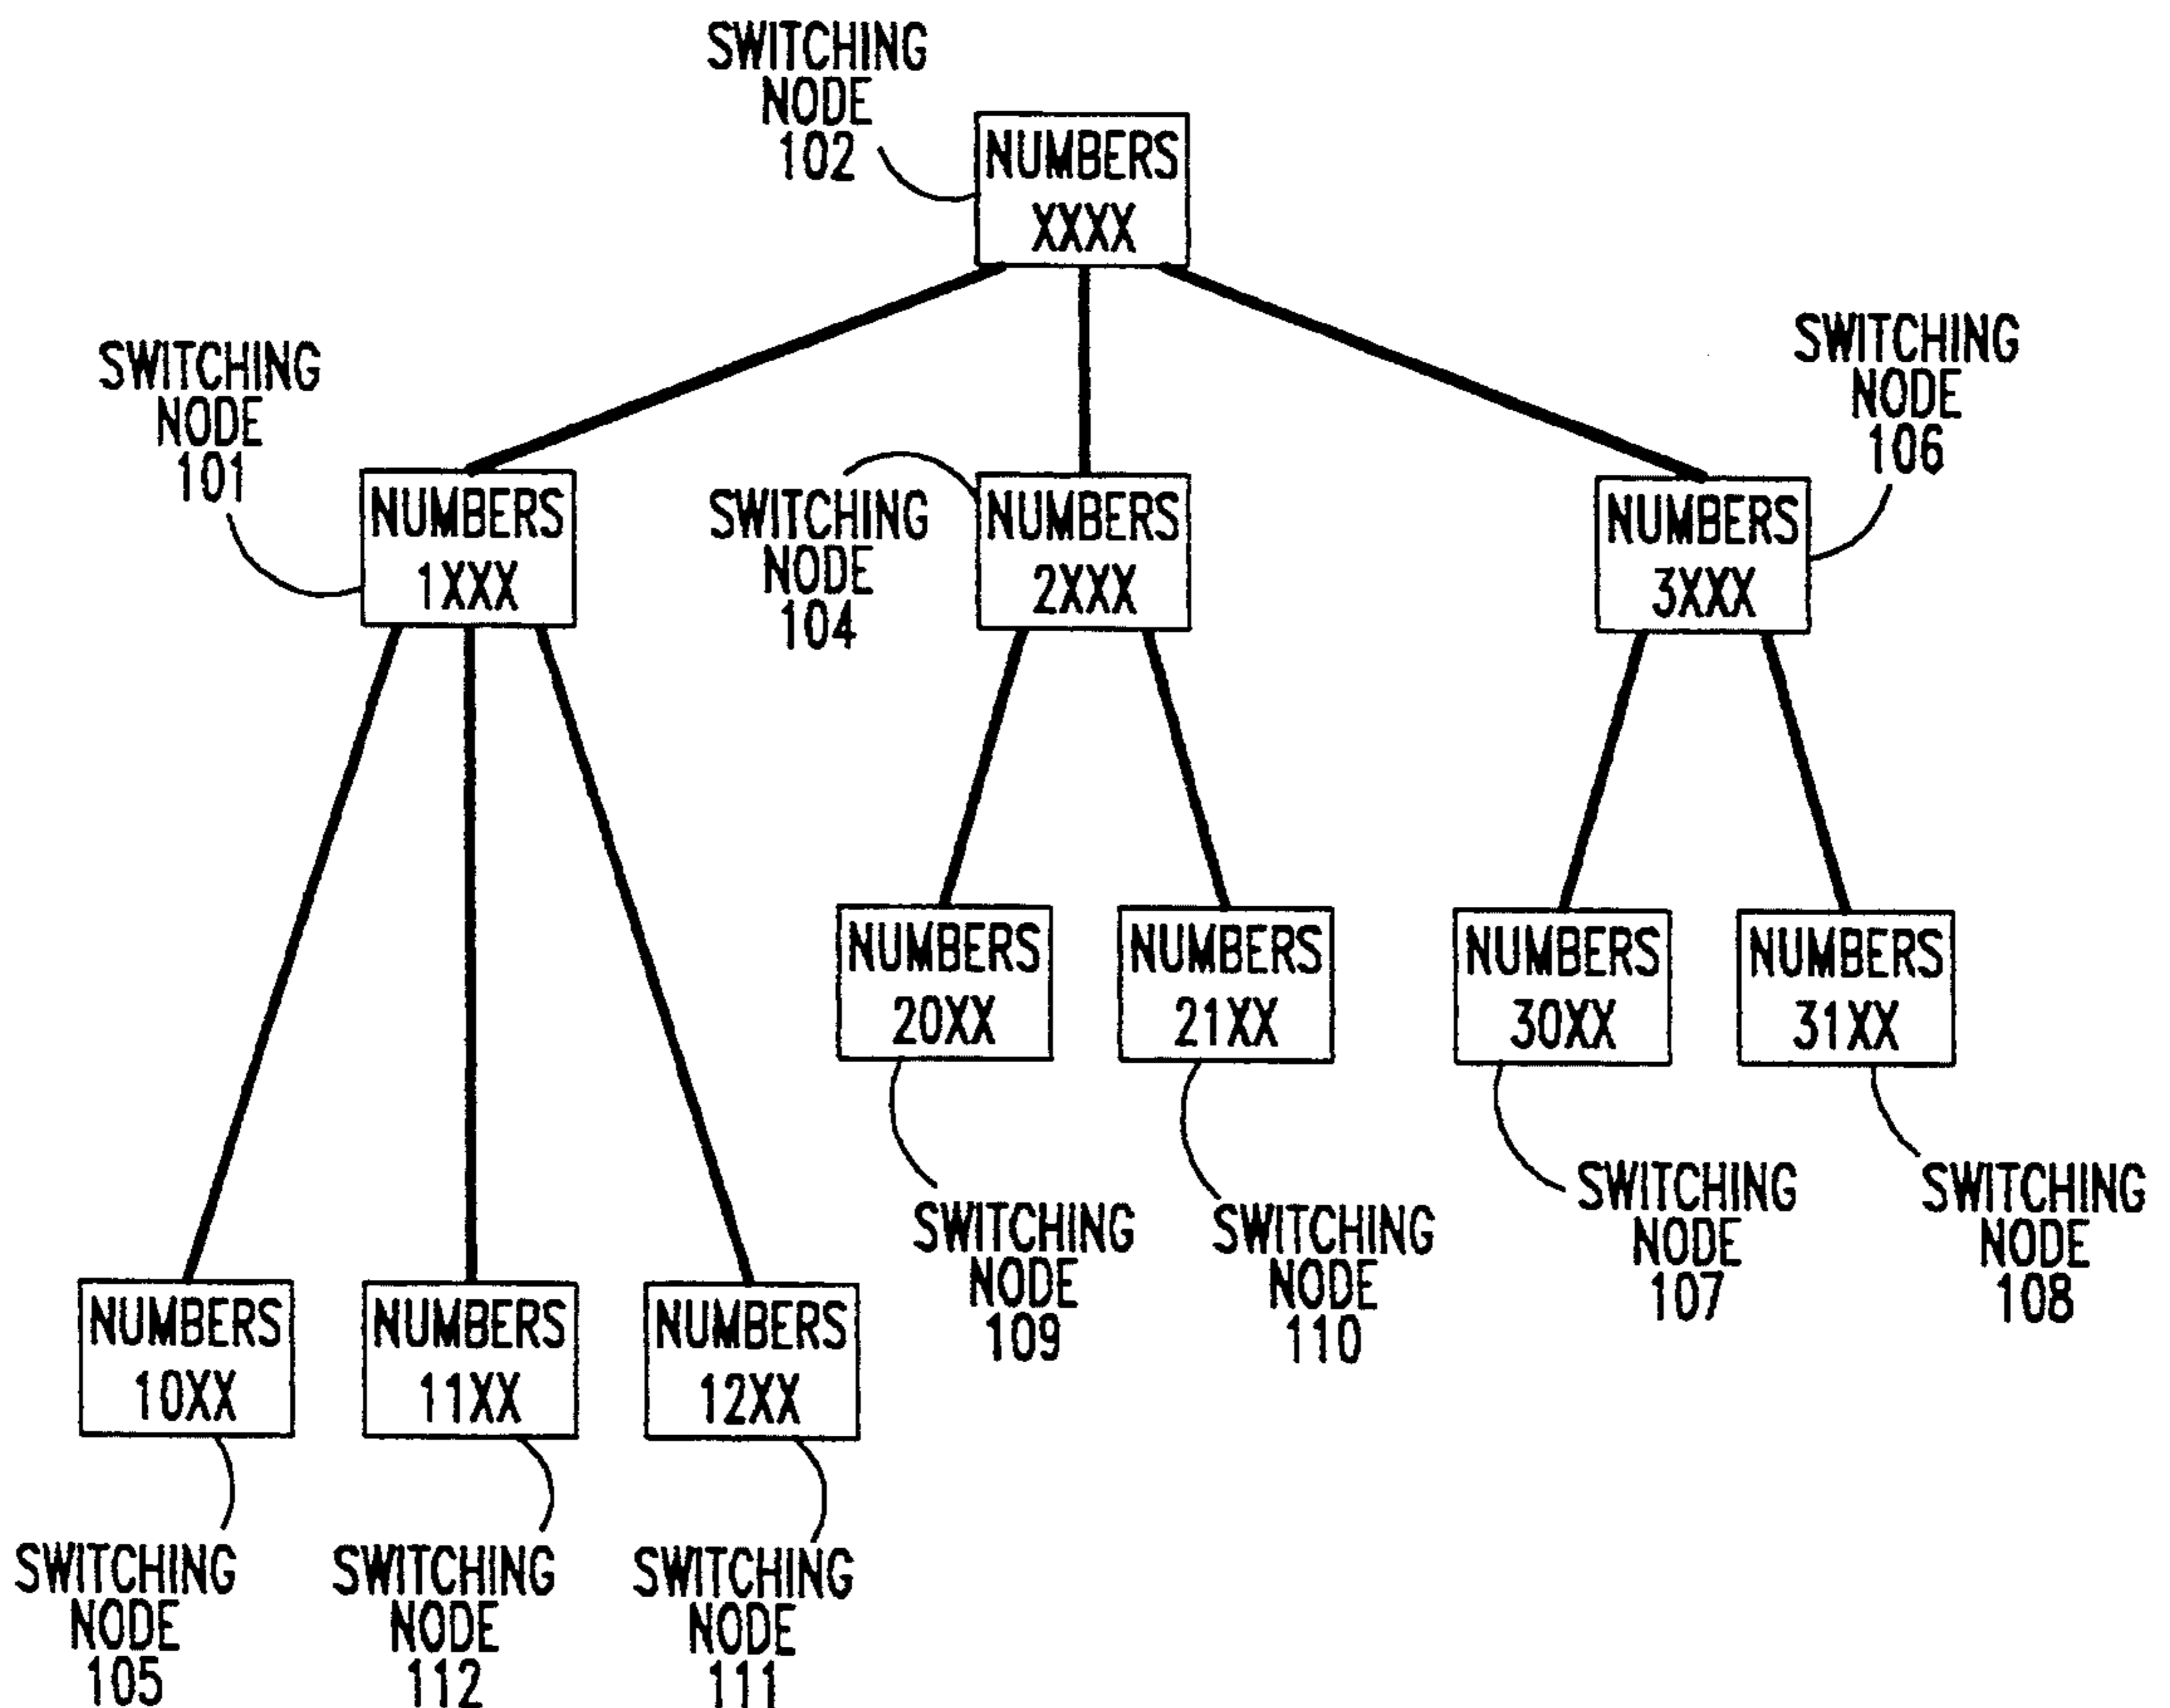 SWITCHING
NODE
102
NUMBERS
XXXX
SWITCHING
NODE
101
NUMBERS
1XXX
SWITCHING
NODE
104
NUMBERS
2XXX
SWITCHING
NODE
106
NUMBERS
3XXX
NUMBERS
20XX
NUMBERS
21XX
NUMBERS
30XX
NUMBERS
31XX
SWITCHING
NODE
109
SWITCHING
NODE
110
SWITCHING
NODE
107
SWITCHING
NODE
108
NUMBERS
10XX
NUMBERS
11XX
NUMBERS
12XX
SWITCHING
NODE
105
SWITCHING
NODE
112
SWITCHING
NODE
111